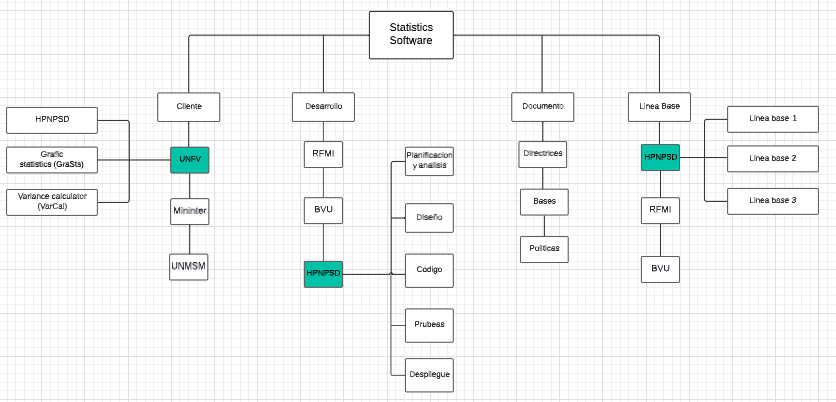 Statistics
Software
Cliente
Desarrollo
Documento
Linea Base
HPNPSD
Grafic
statistics (GraSts)
Variance calculator
(VarCal)
UNFV
Mininter
UNMSM
RFMI
BVU
HPNPSD
Planificacion
y analisis
Diseño
Código
Prubeas
Despliegue
Directrices
Bases
Politicas
HPNPSD
RFMI
BVU
Linea base 1
Linea base 2
Linea base 3